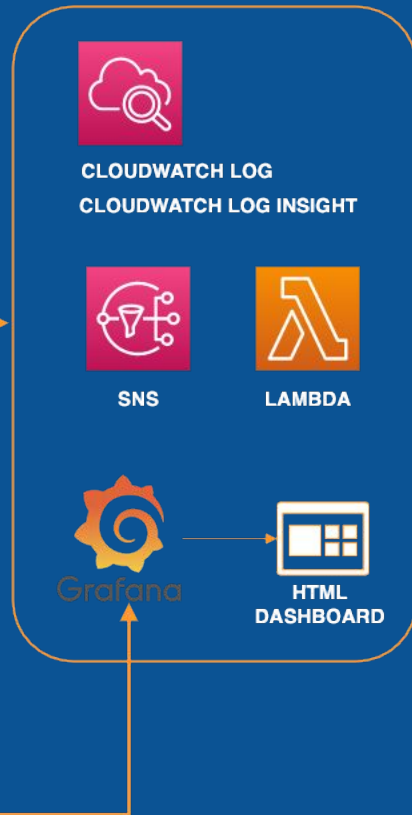 CLOUDWATCH LOG
CLOUDWATCH LOG INSIGHT
SNS
LAMBDA
Grafana
HTML
DASHBOARD